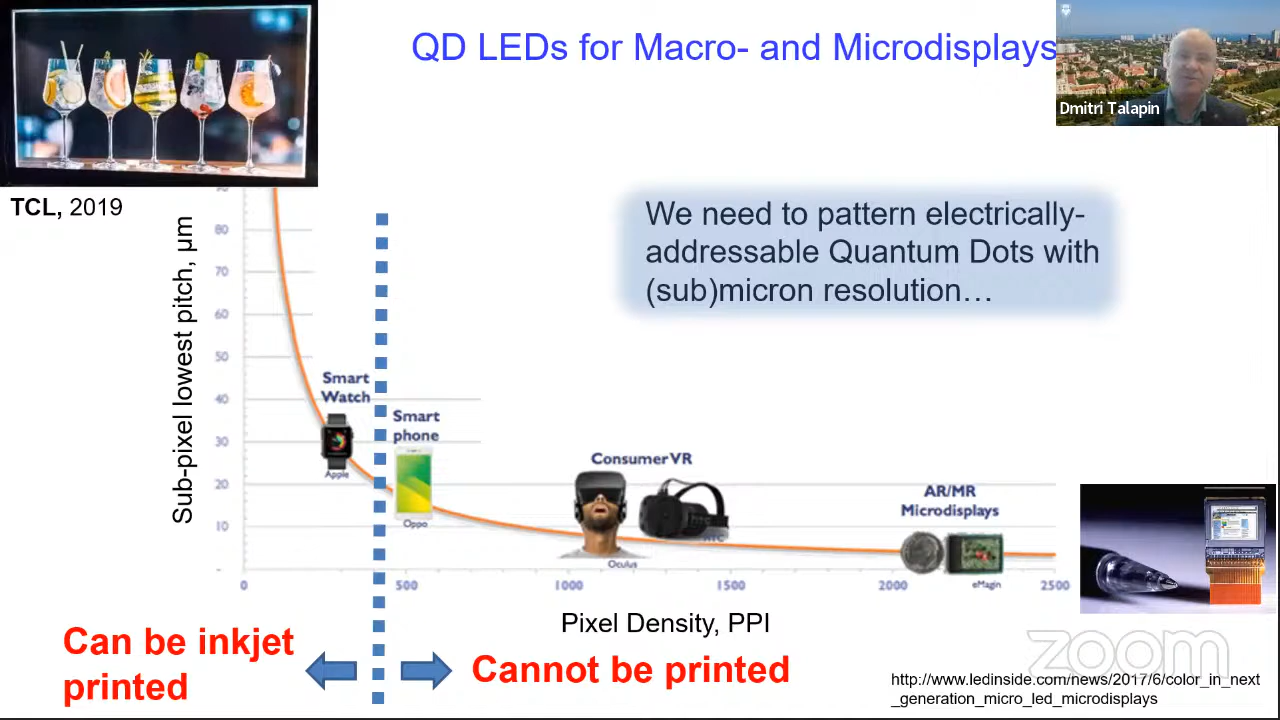 QD LEDs for Macro- and Microdisplays
Dmitri Talapin
TCL, 2019
We need to pattern electrically-
addressable Quantum Dots with
(sub)micron resolution…
Sub-pixel lowest pitch, µm
80
70
60
50
40
30
20
10
Smart
Watch
Apple
Smart
phone
Oppo
Consumer VR
Oculus
HTC
AR/MR
Microdisplays
eMagin
0
500
1000
1500
2000
2500
Pixel Density, PPI
Can be inkjet
printed
Cannot be printed
zoom
http://www.ledinside.com/news/2017/6/color_in_next
_generation_micro_led_microdisplays